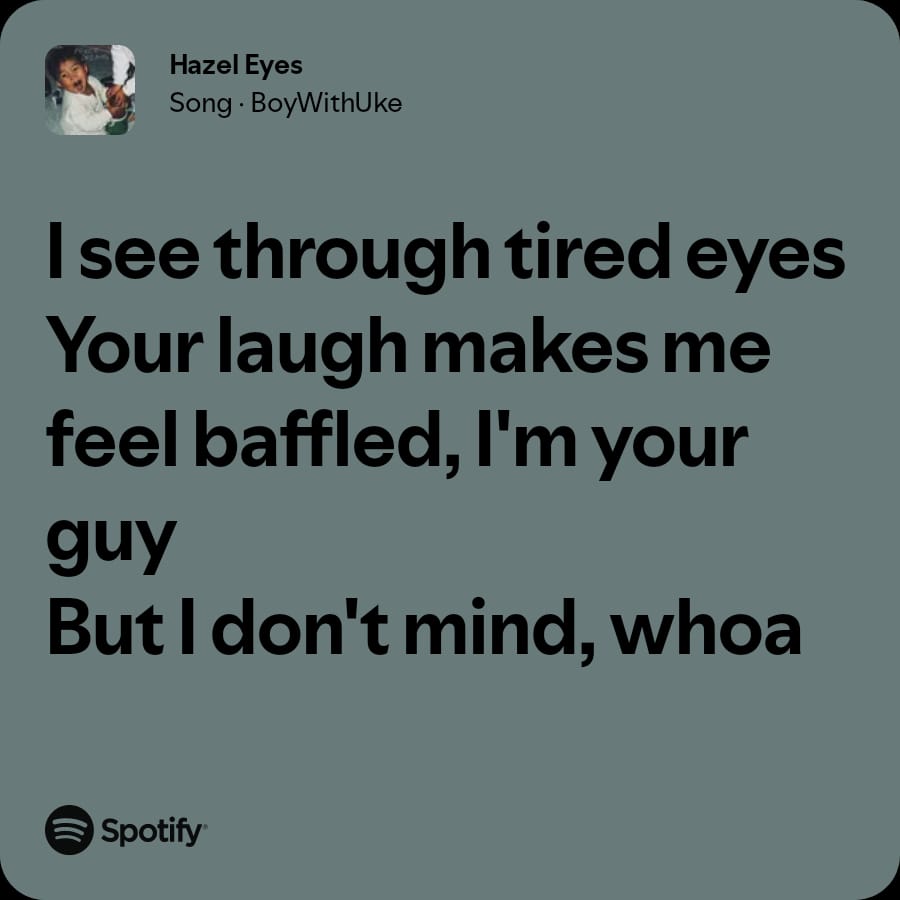 Hazel Eyes
Song · BoyWithUke
I see through tired eyes
Your laugh makes me
feel baffled, I'm your
guy
But I don't mind, whoa
Spotify®